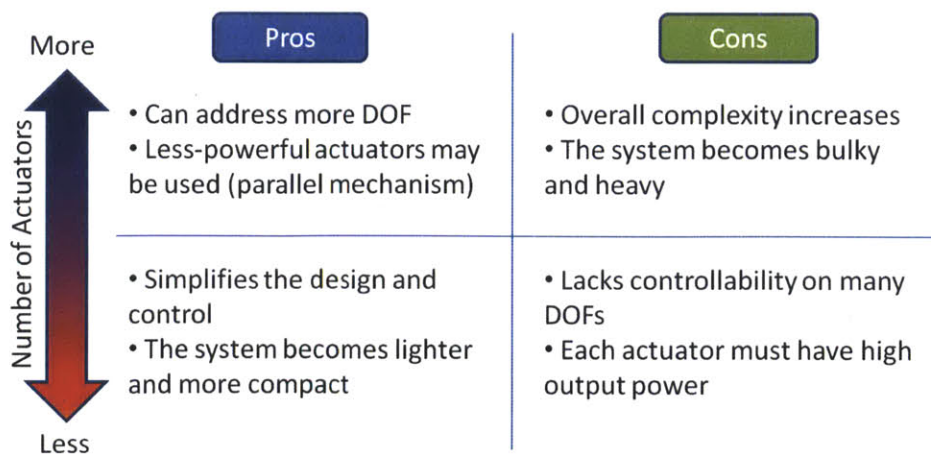 More
Pros
Cons
Number of Actuators
• Can address more DOF
• Less-powerful actuators may
be used (parallel mechanism)
• Overall complexity increases
• The system becomes bulky
and heavy
• Simplifies the design and
control
• The system becomes lighter
and more compact
• Lacks controllability on many
DOFs
• Each actuator must have high
output power
Less